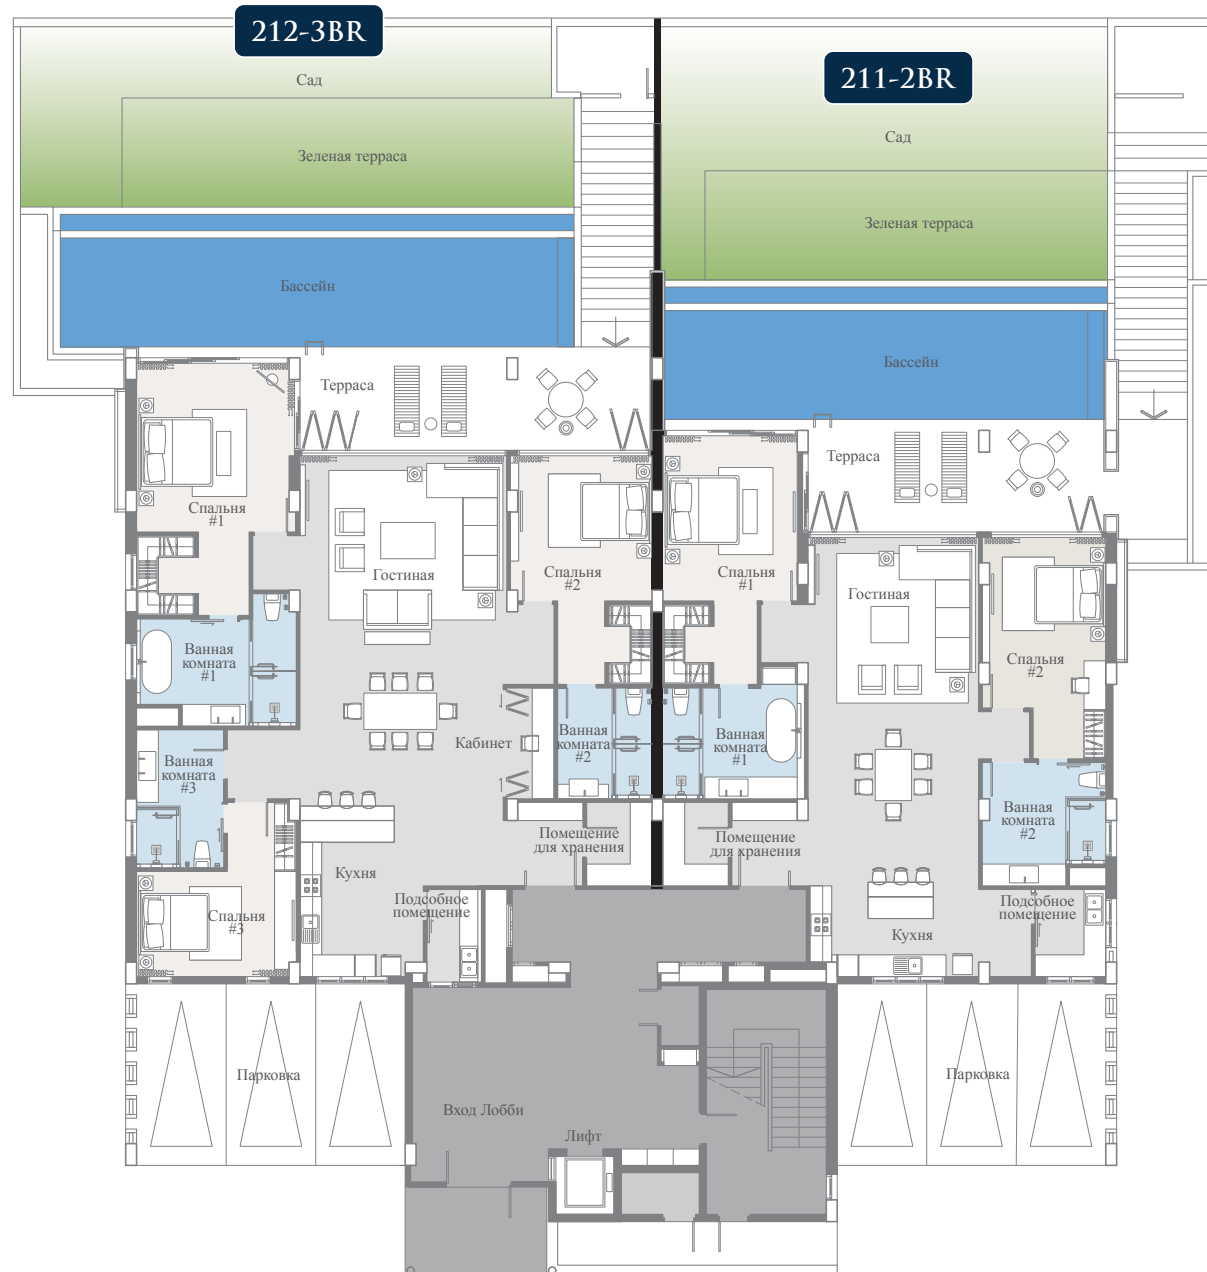 212-3BR
Сад
Зеленая терраса
Бассейн
Терраса
Спальня
#1
Гостиная
Спальня
#2
Ванная
комната
#1
Кабинет
Ванная
комната
#2
Ванная
комната
#3
Помещение
для хранения
Кухня
Подсобное
помещение
Спальня
#3
Парковка
211-2BR
Сад
Зеленая терраса
Бассейн
Терраса
Спальня
#1
Гостиная
Спальня
#2
Ванная
комната
#1
Ванная
комната
#2
Помещение
для хранения
Подсобное
помещение
Кухня
Парковка
Вход Лобби
Лифт